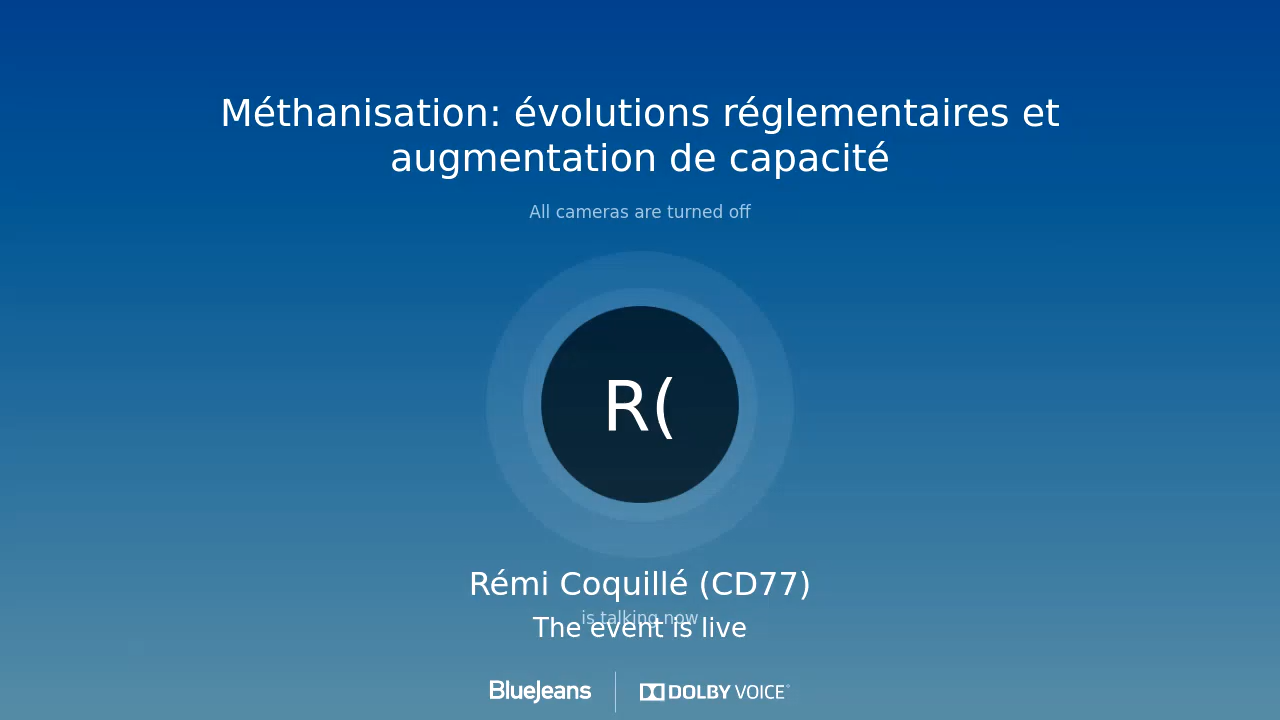 Méthanisation: évolutions réglementaires et
augmentation de capacité
All cameras are turned off
R(
Rémi Coquillé (CD77)
is talking now
The event is live
BlueJeans
DOLBY VOICE